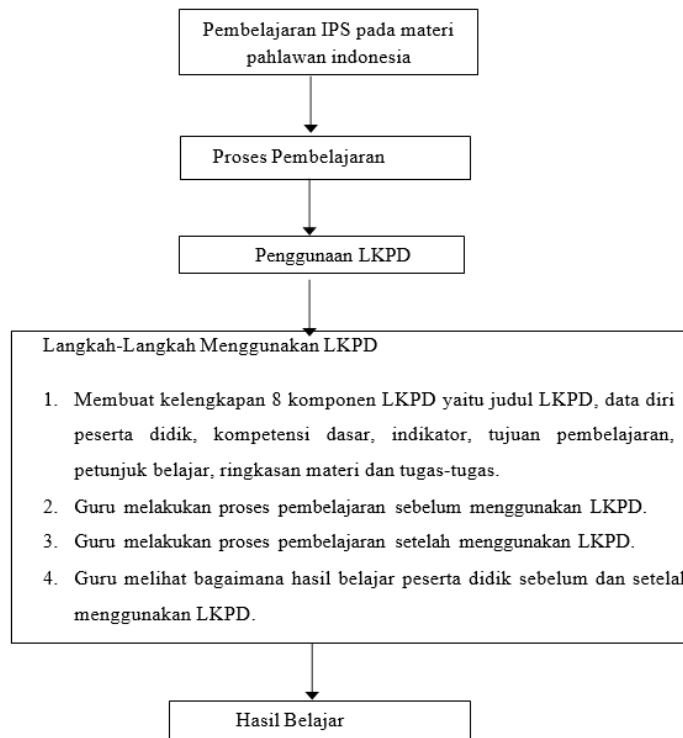 Pembelajaran IPS pada materi
pahlawan indonesia
Proses Pembelajaran
Penggunaan LKPD
Langkah-Langkah Menggunakan LKPD
1. Membuat kelengkapan 8 komponen LKPD yaitu judul LKPD, data diri
peserta didik, kompetensi dasar, indikator, tujuan pembelajaran,
petunjuk belajar, ringkasan materi dan tugas-tugas.
2. Guru melakukan proses pembelajaran sebelum menggunakan LKPD.
3. Guru melakukan proses pembelajaran setelah menggunakan LKPD.
4. Guru melihat bagaimana hasil belajar peserta didik sebelum dan setelah
menggunakan LKPD.
Hasil Belajar